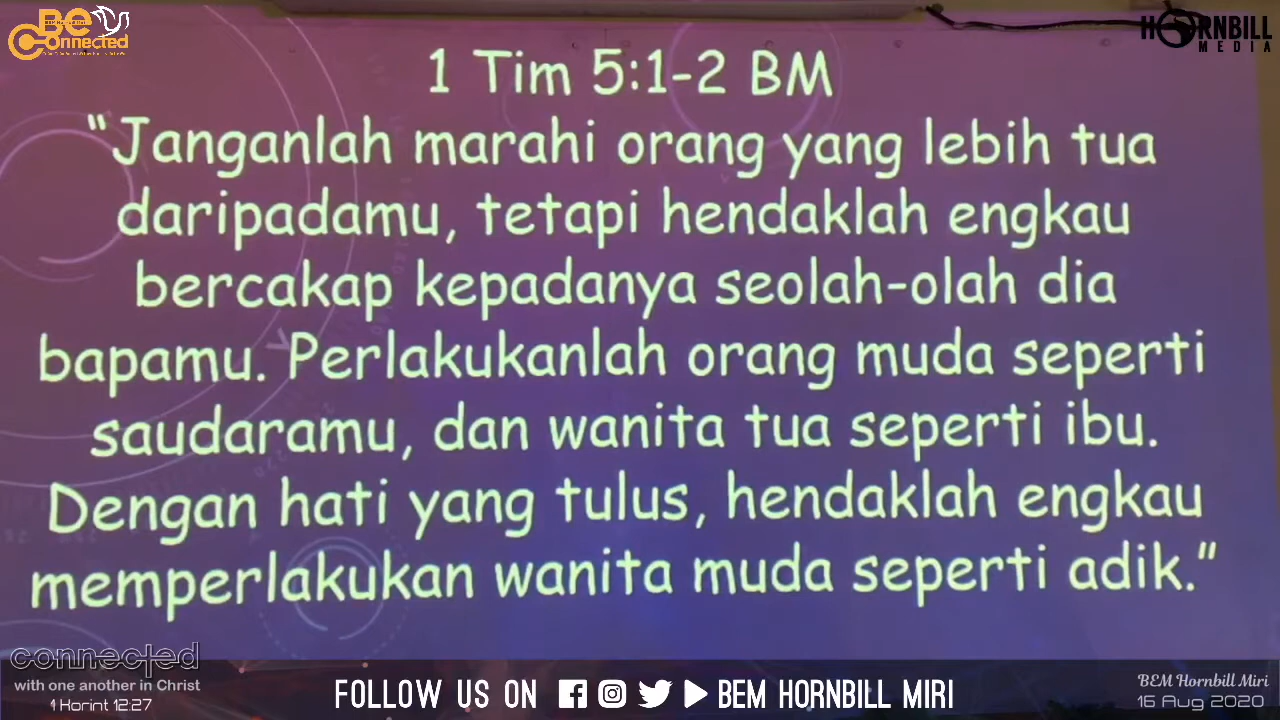 BE
Connected
HORNBILL
MEDIA
1 Tim 5:1-2 BM
"Janganlah marahi orang yang lebih tua
daripadamu, tetapi hendaklah engkau
bercakap kepadanya seolah-olah dia
bapamu. Perlakukanlah orang muda seperti
saudaramu, dan wanita tua seperti ibu.
Dengan hati yang tulus, hendaklah engkau
memperlakukan wanita muda seperti adik."
connected
with one another in Christ
1 Horint 12:27
FOLLOW US ON BEM HORNBILL MIRI
BEM Hornbill Miri
16 Aug 2020